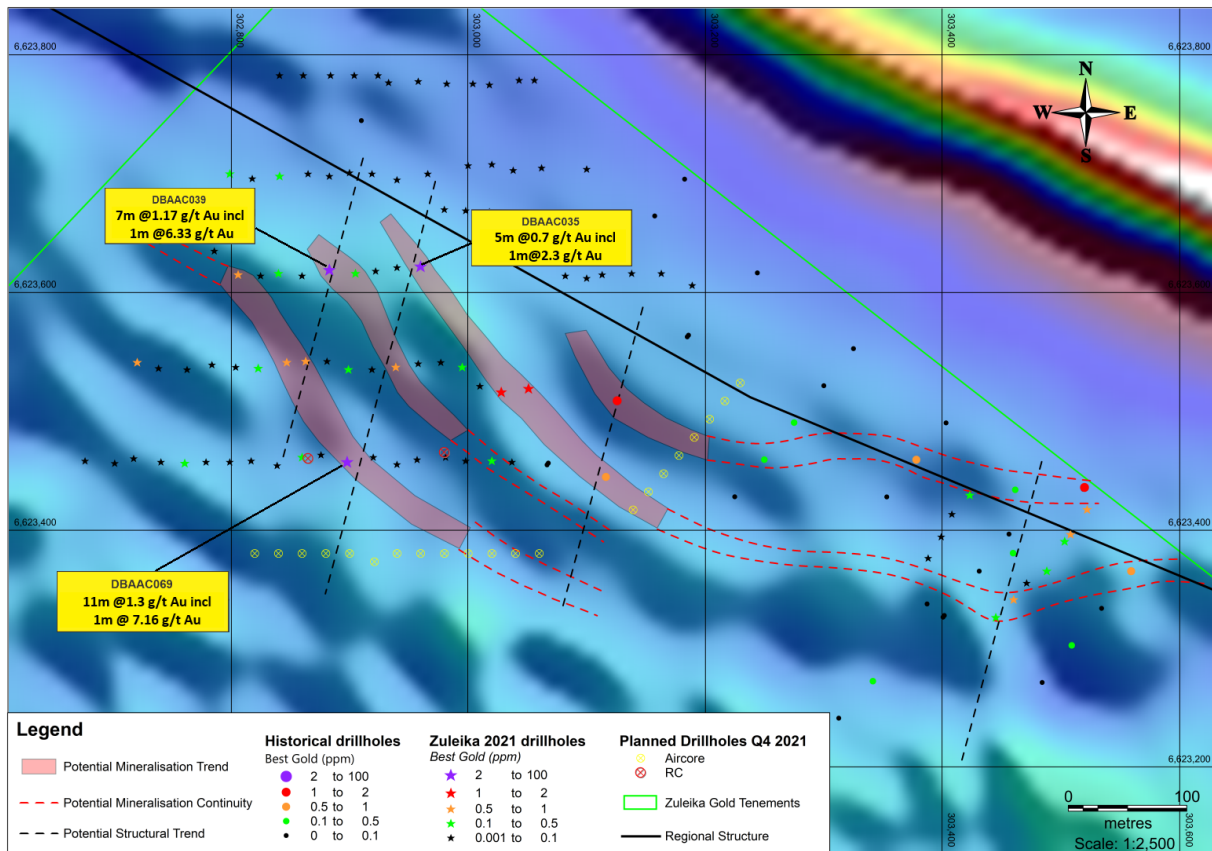 302,800
303,000
303,200
303,400
6,623,800
6,623,800
N
W E
S
DBAAC039
7m @1.17 g/t Au incl
1m @6.33 g/t Au
DBAAC035
5m @0.7 g/t Au incl
1m@2.3 g/t Au
6,623,600
6,623,600
6,623,400
6,623,400
DBAAC069
11m @1.3 g/t Au incl
1m @ 7.16 g/t Au
6,623,200
303,400
303,600
Legend
Potential Mineralisation Trend
Potential Mineralisation Continuity
Potential Structural Trend
Historical drillholes
Best Gold (ppm)
2 to 100
1 to 2
0.5 to 1
0.1 to 0.5
0 to 0.1
Zuleika 2021 drillholes
Best Gold (ppm)
2 to 100
1 to 2
0.5 to 1
0.1 to 0.5
0.001 to 0.1
Planned Drillholes Q4 2021
Aircore
RC
Zuleika Gold Tenements
Regional Structure
0 100
metres
Scale: 1:2,500